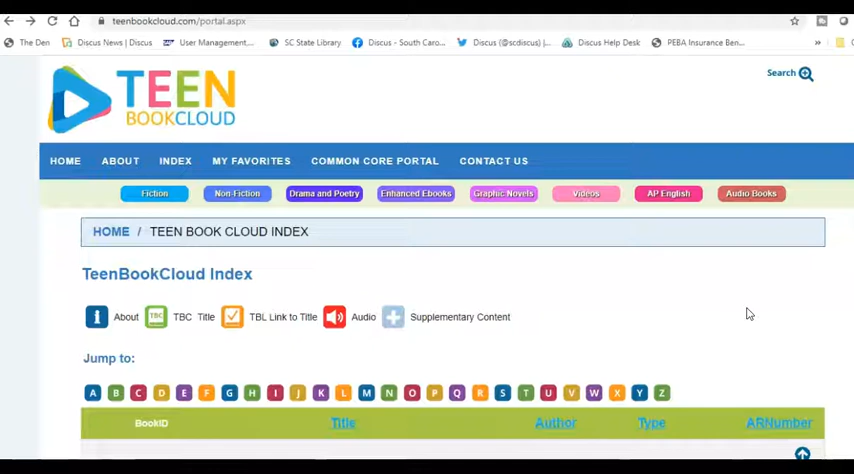 teenbookcloud.com/portal.aspx
The Den Discus News | Discus User Management,... SC State Library Discus - South Caro... Discus (@scdiscus) |... Discus Help Desk PEBA Insurance Ben... »
TEEN
BOOKCLOUD
Search
HOME ABOUT INDEX MY FAVORITES COMMON CORE PORTAL CONTACT US
Fiction Non-Fiction Drama and Poetry Enhanced Ebooks Graphic Novels Videos AP English Audio Books
HOME / TEEN BOOK CLOUD INDEX
TeenBookCloud Index
i About TBC TBC Title TBL Link to Title Audio Supplementary Content
Jump to:
A B C D E F G H I J K L M N O P Q R S T U V W X Y Z
BookID Title Author Type ARNumber